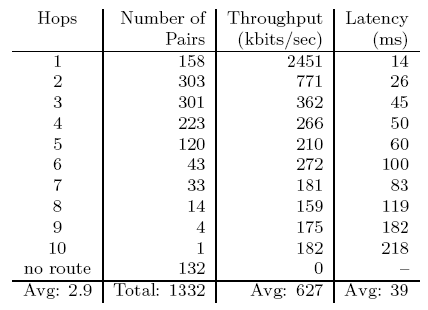 Hops Number of Throughput Latency
Pairs (kbits/sec) (ms)
1 158 2451 14
2 303 771 26
3 301 362 45
4 223 266 50
5 120 210 60
6 43 272 100
7 33 181 83
8 14 159 119
9 4 175 182
10 1 182 218
no route 132 0 –
Avg: 2.9 Total: 1332 Avg: 627 Avg: 39